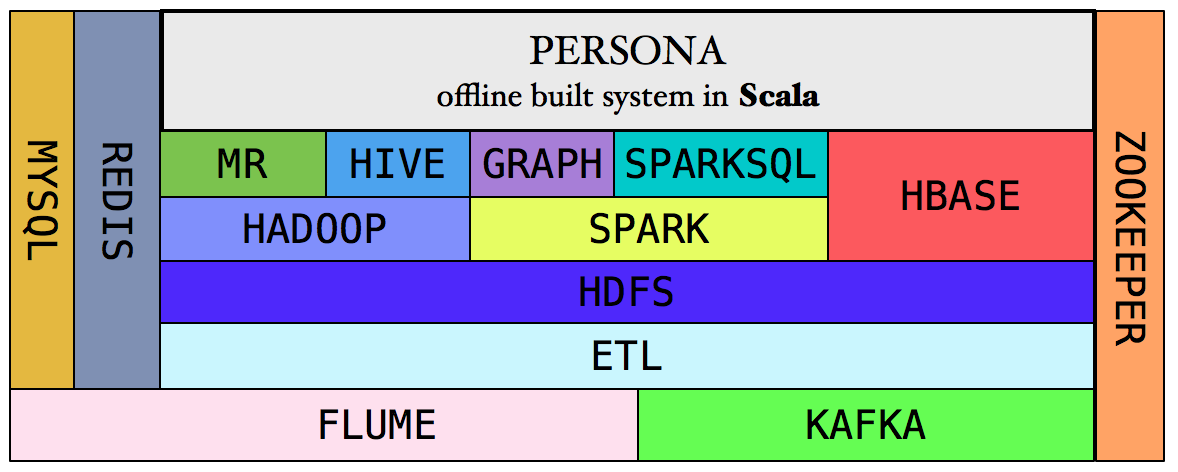 MYSQL
REDIS
PERSONA
offline built system in Scala
MR
HIVE
GRAPH
SPARKSQL
HBASE
HADOOP
SPARK
HDFS
ETL
FLUME
KAFKA
ZOOKEEPER